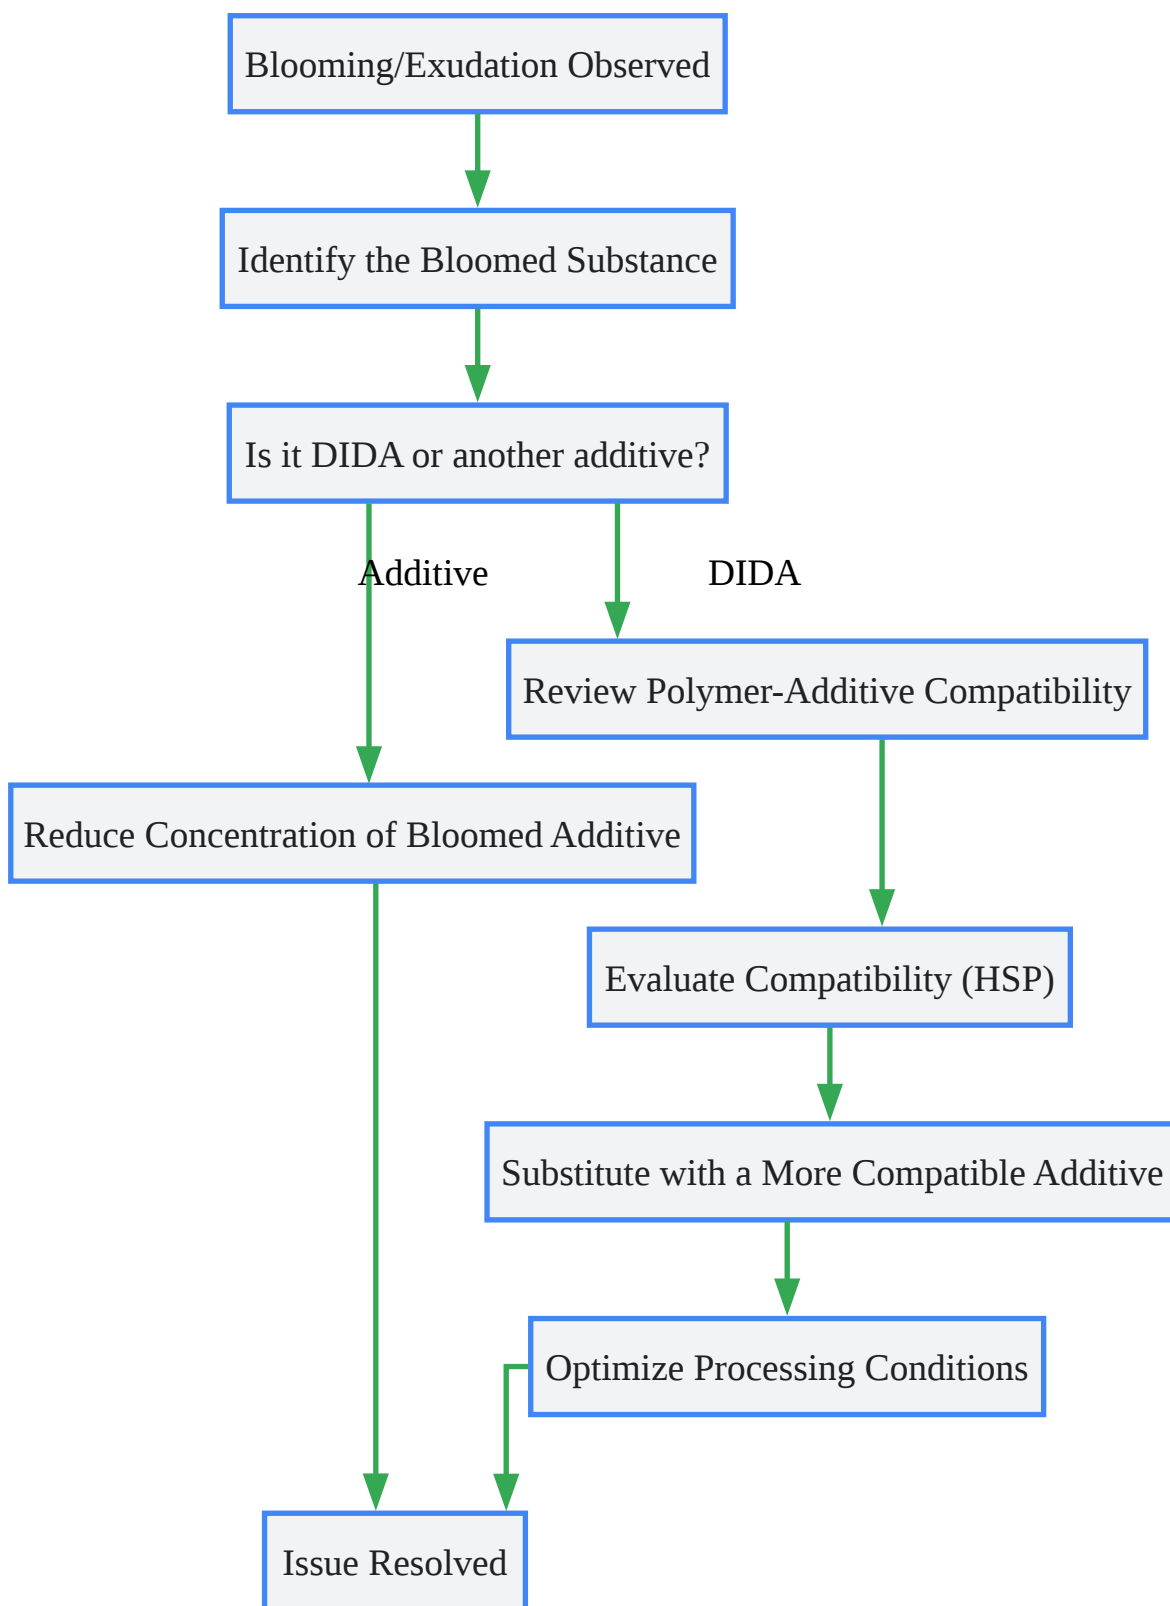 Blooming/Exudation Observed
Identify the Bloomed Substance
Is it DIDA or another additive?
Additive
DIDA
Review Polymer-Additive Compatibility
Reduce Concentration of Bloomed Additive
Evaluate Compatibility (HSP)
Substitute with a More Compatible Additive
Optimize Processing Conditions
Issue Resolved